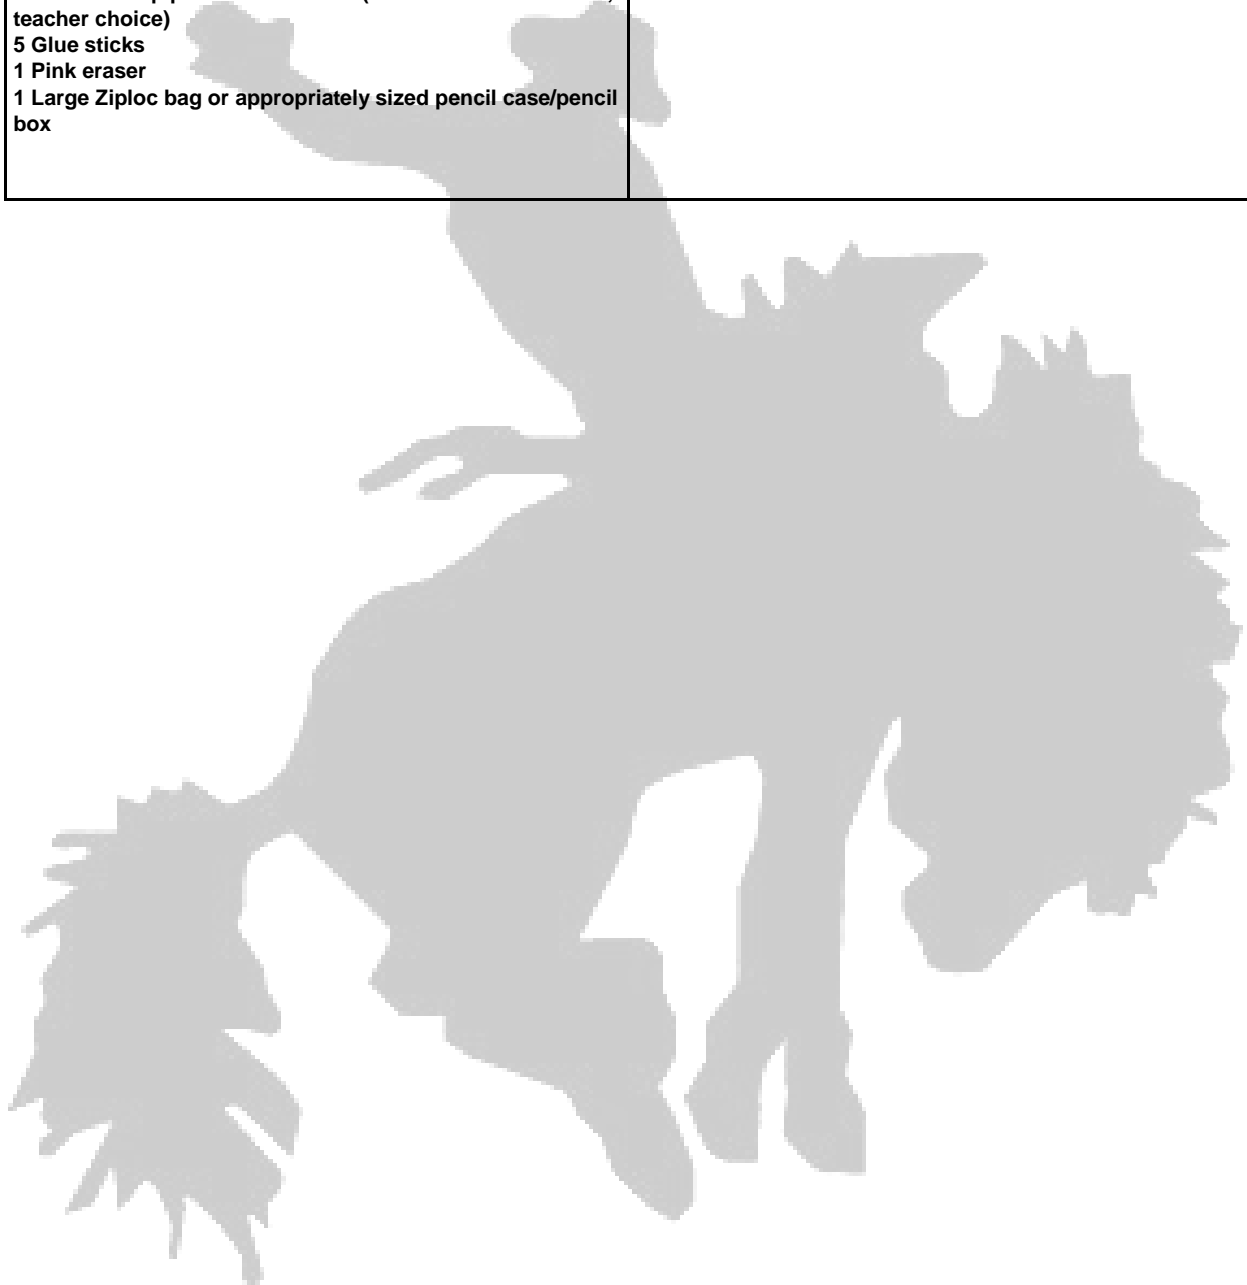 teacher choice)
5 Glue sticks
1 Pink eraser
1 Large Ziploc bag or appropriately sized pencil case/pencil
box